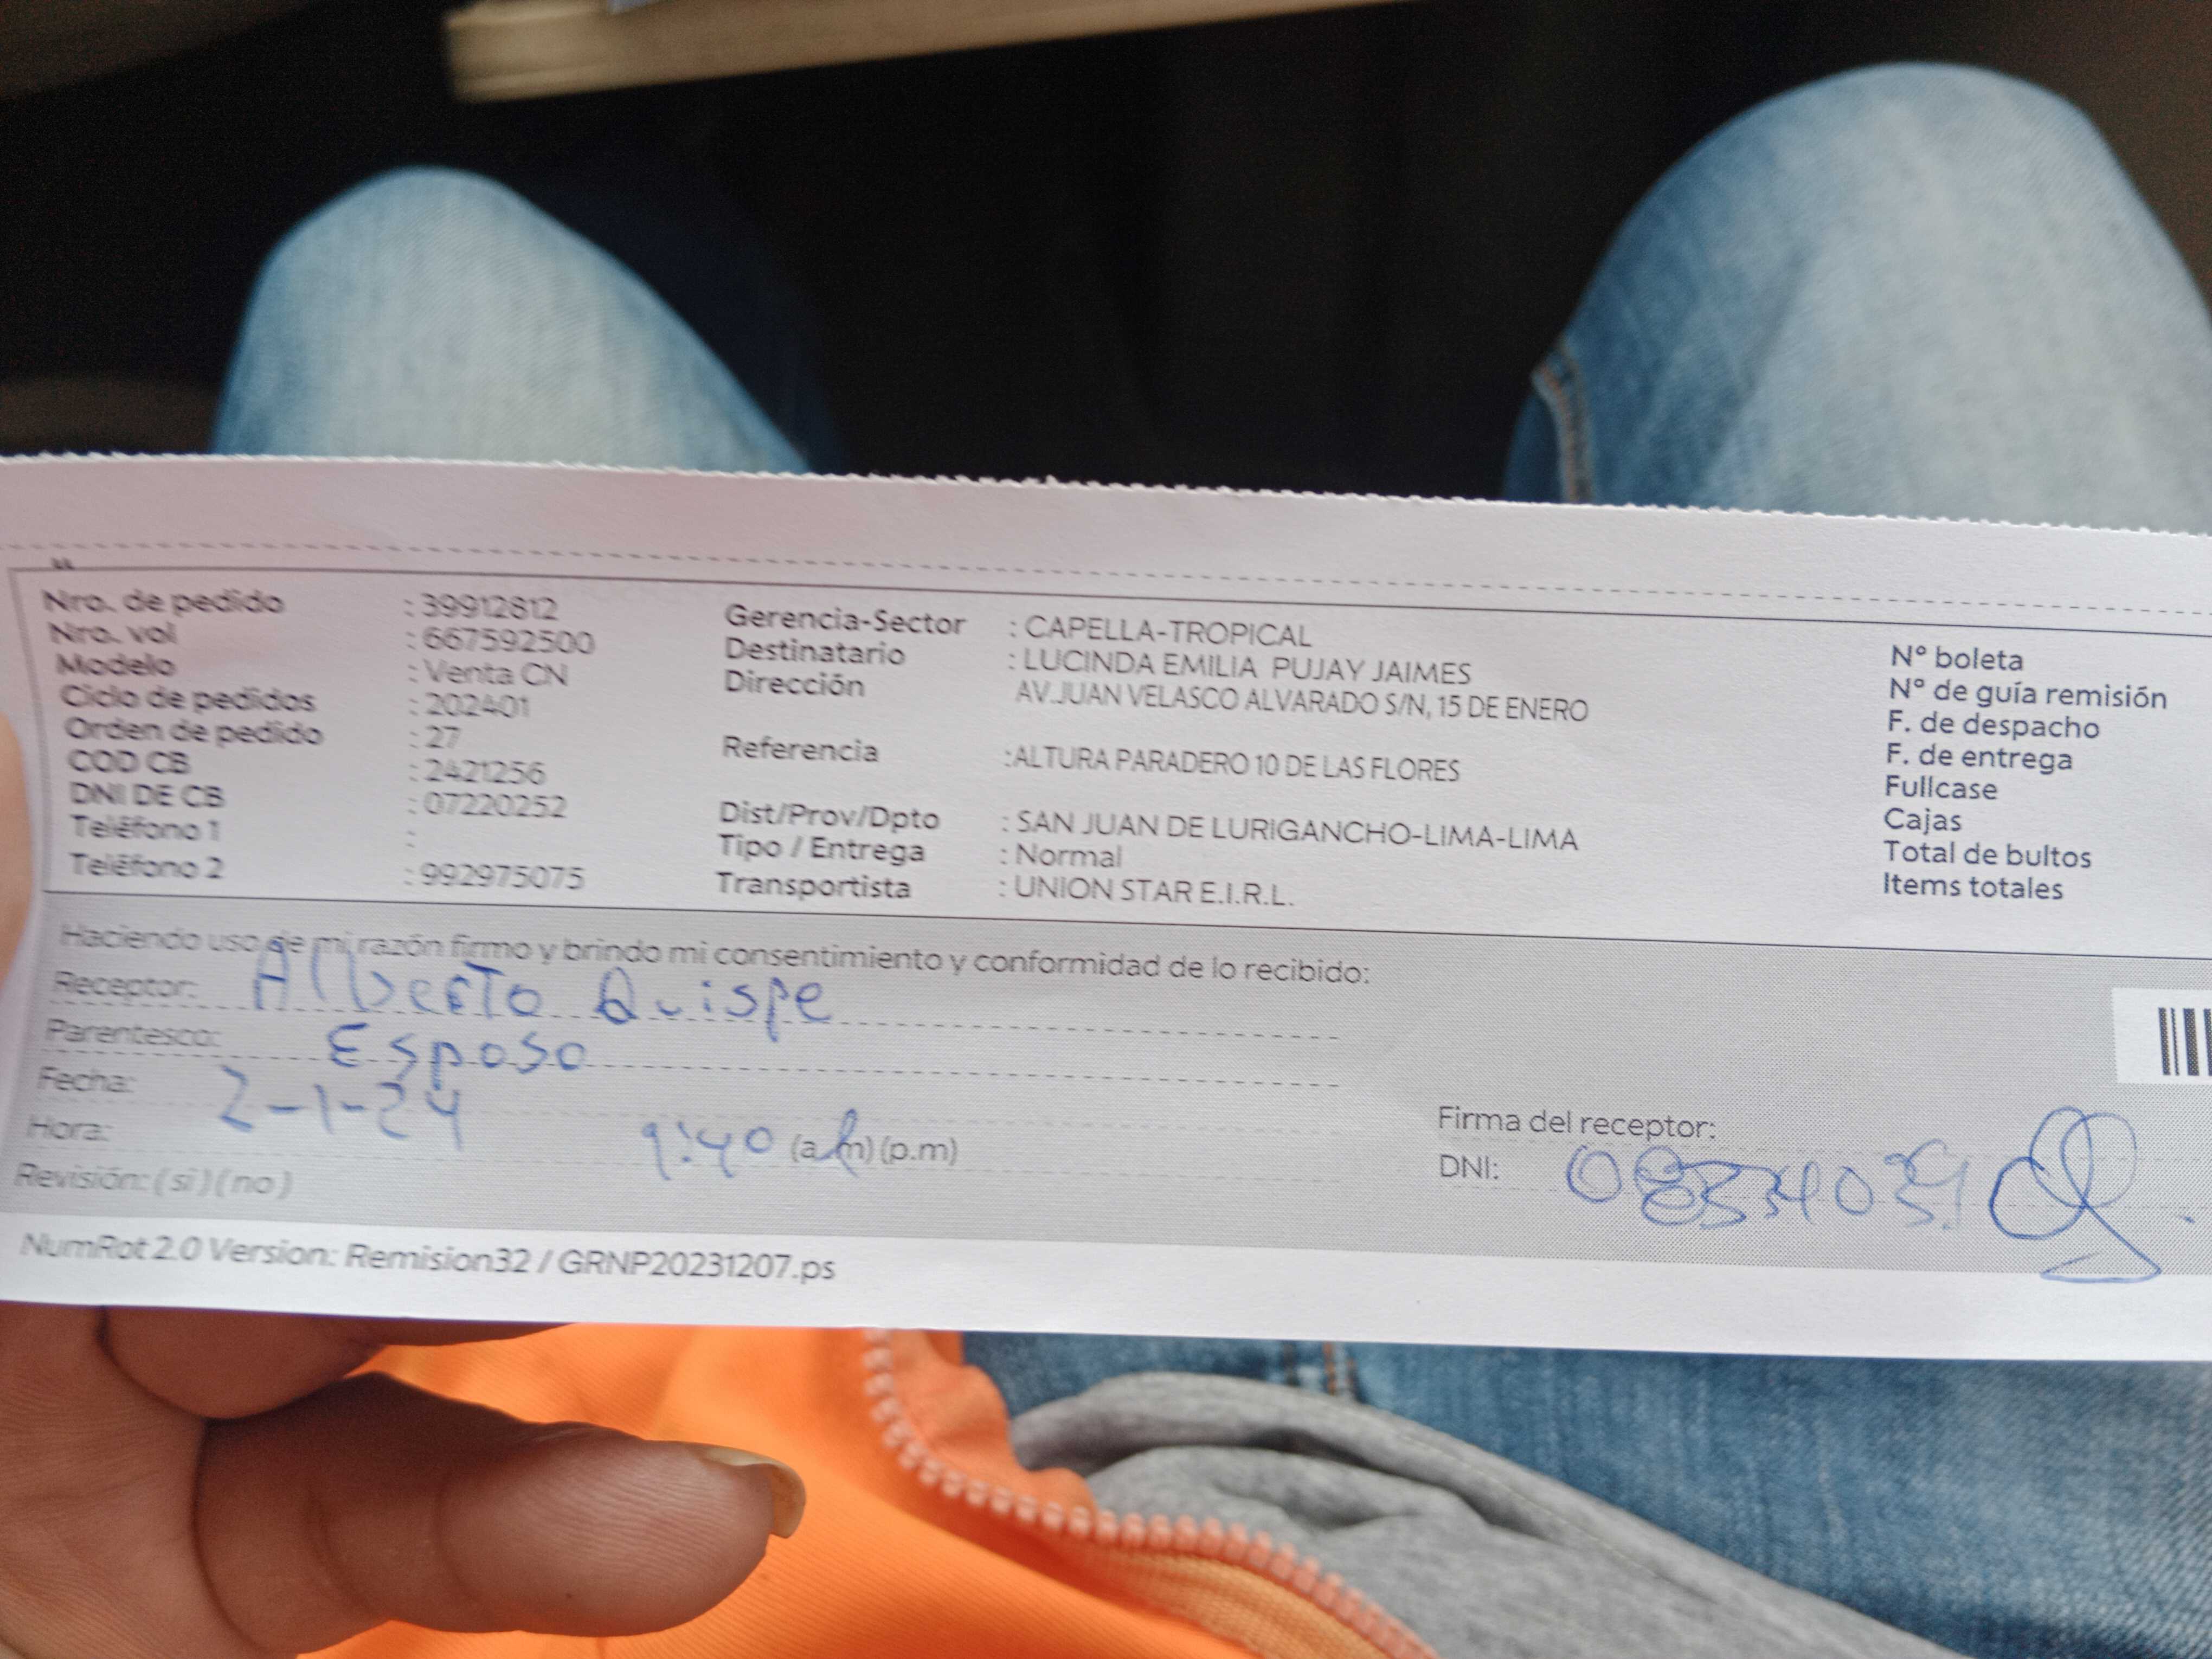 Nro. de pedido : 39912812
Nro. vol : 667592500
Modelo : Venta CN
Ciclo de pedidos : 202401
Orden de pedido : 27
COD CB : 2421256
DNI DE CB : 07220252
Teléfono 1 :
Teléfono 2 : 992975075
Gerencia-Sector : CAPELLA-TROPICAL
Destinatario : LUCINDA EMILIA PUJAY JAIMES
Dirección AV.JUAN VELASCO ALVARADO S/N, 15 DE ENERO
Referencia :ALTURA PARADERO 10 DE LAS FLORES
Dist/Prov/Dpto : SAN JUAN DE LURIGANCHO-LIMA-LIMA
Tipo / Entrega : Normal
Transportista : UNION STAR E.I.R.L.
N° boleta
N° de guía remisión
F. de despacho
F. de entrega
Fullcase
Cajas
Total de bultos
Items totales
Haciendo uso de mi razón firmo y brindo mi consentimiento y conformidad de lo recibido:
Receptor: Alberto Quispe
Parentesco: Esposo
Fecha: 2-1-24
Hora: 9:40 (a.m) (p.m)
Revisión: (si) (no)
Firma del receptor:
DNI:
NumRot 2.0 Version: Remision32 / GRNP20231207.ps